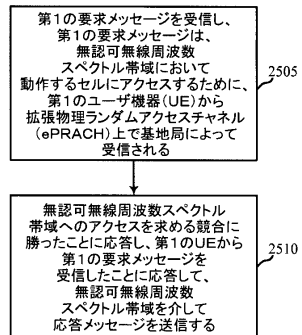 第1の要求メッセージを受信し、
第1の要求メッセージは、
無認可無線周波数
スペクトル帯域において
動作するセルにアクセスするために、
第1のユーザ機器(UE)から
拡張物理ランダムアクセスチャネル
(ePRACH)上で基地局によって
受信される
2505
無認可無線周波数スペクトル
帯域へのアクセスを求める競合に
勝ったことに応答し、第1のUEから
第1の要求メッセージを
受信したことに応答して、
無認可無線周波数
スペクトル帯域を介して
応答メッセージを送信する
2510